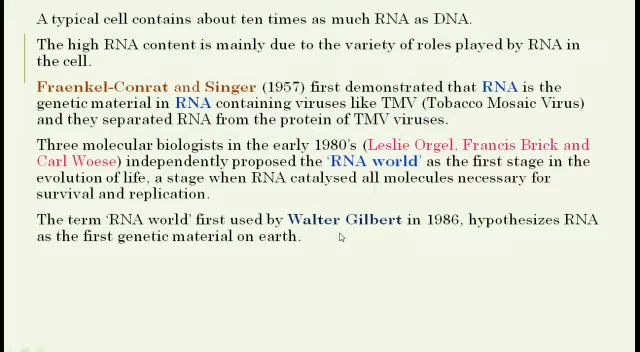 A typical cell contains about ten times as much RNA as DNA.
The high RNA content is mainly due to the variety of roles played by RNA in
the cell.
Fraenkel-Conrat and Singer (1957) first demonstrated that RNA is the
genetic material in RNA containing viruses like TMV (Tobacco Mosaic Virus)
and they separated RNA from the protein of TMV viruses.
Three molecular biologists in the early 1980's (Leslie Orgel, Francis Brick and
Carl Woese) independently proposed the 'RNA world' as the first stage in the
evolution of life, a stage when RNA catalysed all molecules necessary for
survival and replication.
The term 'RNA world' first used by Walter Gilbert in 1986, hypothesizes RNA
as the first genetic material on earth.